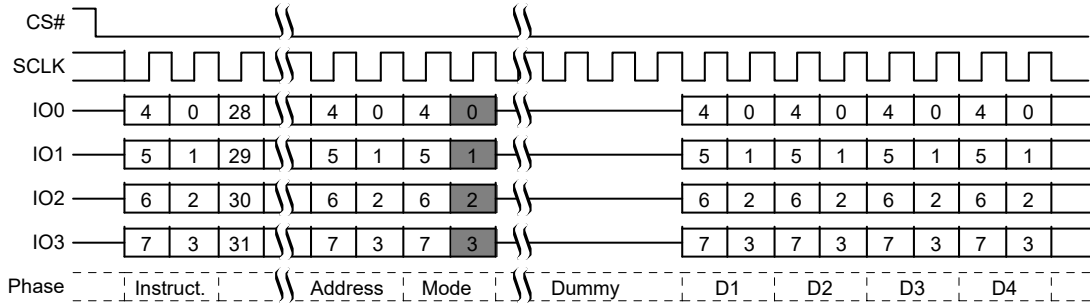 CS#
SCLK
IO0 4 0 28 4 0 4 0 4 0 4 0 4 0 4 0
IO1 5 1 29 5 1 5 1 5 1 5 1 5 1 5 1
IO2 6 2 30 6 2 6 2 6 2 6 2 6 2 6 2
IO3 7 3 31 7 3 7 3 7 3 7 3 7 3 7 3
Phase Instruct. Address Mode Dummy D1 D2 D3 D4